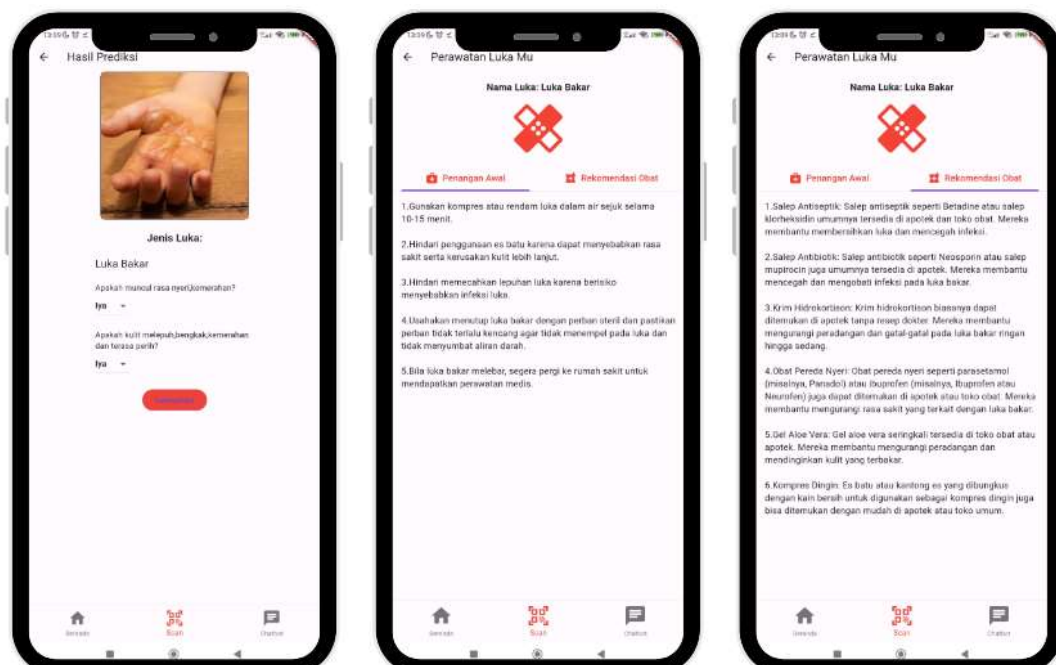 13:59
Hasil Prediksi
Jenis Luka:
Luka Bakar
Apakah muncul rasa nyeri,kemerahan?
Iya
Apakah kulit melepuh,bengkak,kemerahan
dan terasa perih?
Iya
Beranda
Scan
Chatbot
13:59
Perawatan Luka Mu
Nama Luka: Luka Bakar
Penangan Awal
Rekomendasi Obat
1.Gunakan kompres atau rendam luka dalam air sejuk selama
10-15 menit.
2.Hindari penggunaan es batu karena dapat menyebabkan rasa
sakit serta kerusakan kulit lebih lanjut.
3.Hindari memecahkan lepuhan luka karena berisiko
menyebabkan infeksi luka.
4.Usahakan menutup luka bakar dengan perban steril dan pastikan
perban tidak terlalu kencang agar tidak menempel pada luka dan
tidak menyumbat aliran darah.
5.Bila luka bakar melebar, segera pergi ke rumah sakit untuk
mendapatkan perawatan medis.
Beranda
Scan
Chatbot
13:59
Perawatan Luka Mu
Nama Luka: Luka Bakar
Penangan Awal
Rekomendasi Obat
1.Salep Antiseptik: Salep antiseptik seperti Betadine atau salep
klorheksidin umumnya tersedia di apotek dan toko obat. Mereka
membantu membersihkan luka dan mencegah infeksi.
2.Salep Antibiotik: Salep antibiotik seperti Neosporin atau salep
mupirocin juga umumnya tersedia di apotek. Mereka membantu
mencegah dan mengobati infeksi pada luka bakar.
3.Krim Hidrokortison: Krim hidrokortison biasanya dapat
ditemukan di apotek tanpa resep dokter. Mereka membantu
mengurangi peradangan dan gatal-gatal pada luka bakar ringan
hingga sedang.
4.Obat Pereda Nyeri: Obat pereda nyeri seperti parasetamol
(misalnya, Panadol) atau ibuprofen (misalnya, Ibuprofen atau
Neurofen) juga dapat ditemukan di apotek atau toko obat. Mereka
membantu mengurangi rasa sakit yang terkait dengan luka bakar.
5.Gel Aloe Vera: Gel aloe vera seringkali tersedia di toko obat atau
apotek. Mereka membantu mengurangi peradangan dan
mendinginkan kulit yang terbakar.
6.Kompres Dingin: Es batu atau kantong es yang dibungkus
dengan kain bersih untuk digunakan sebagai kompres dingin juga
bisa ditemukan dengan mudah di apotek atau toko umum.
Beranda
Scan
Chatbot